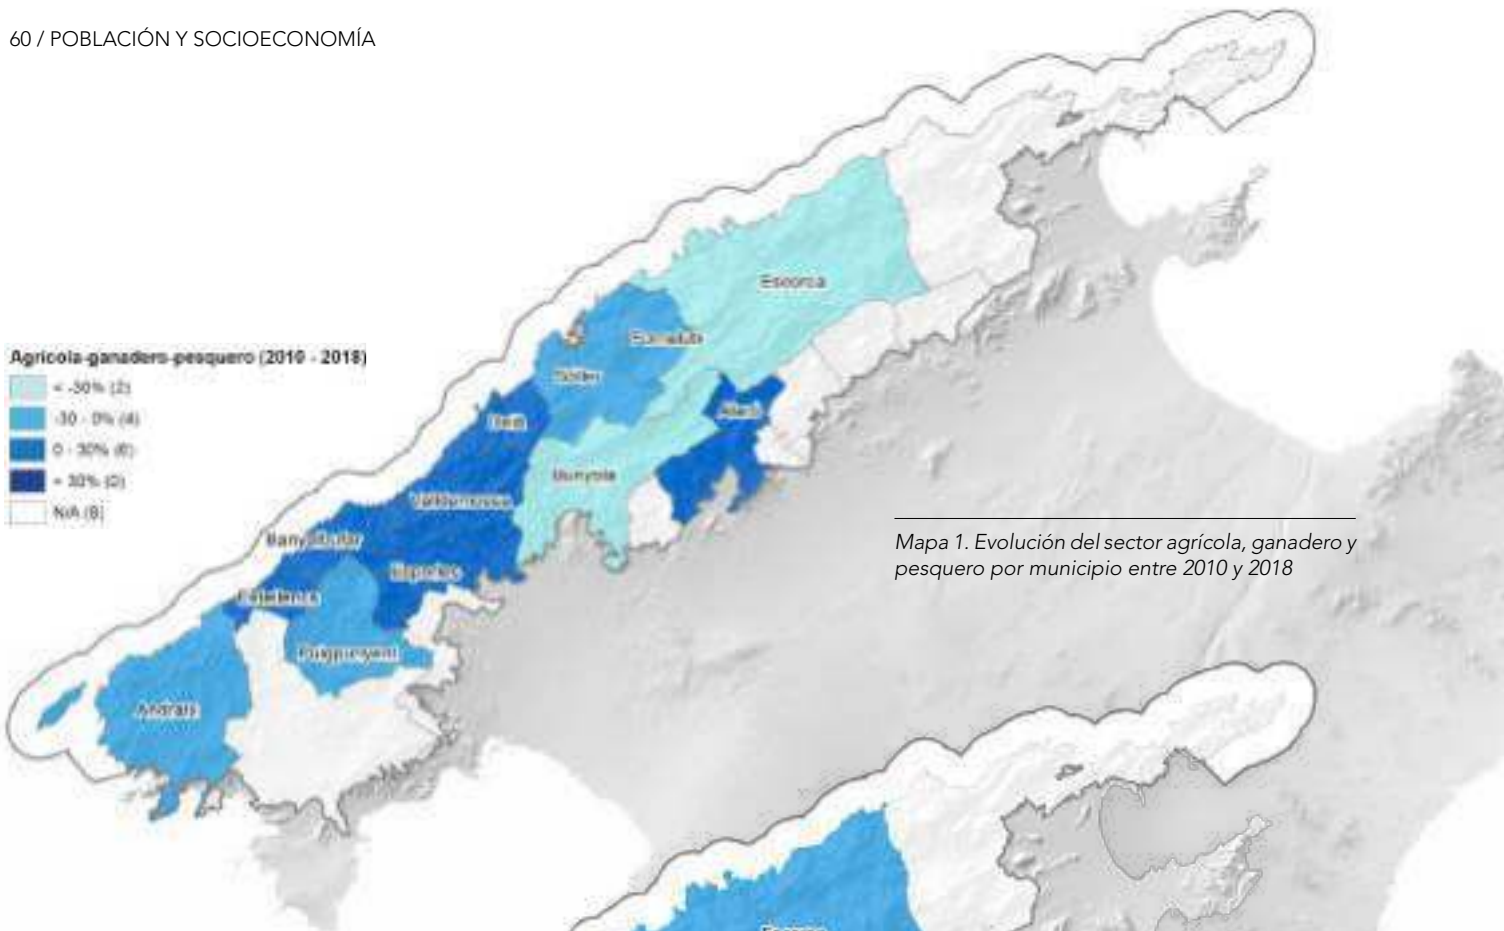 60 / POBLACIÓN Y SOCIOECONOMÍA
Escorca
Fornalutx
Sóller
Agrícola-ganadero-pesquero (2010 - 2018)
< -30% (2)
-30 - 0% (4)
0 - 30% (6)
> 30% (0)
N/A (8)
Deià
Alaró
Bunyola
Valldemossa
Banyalbufar
Esporles
Estellencs
Puigpunyent
Andratx
Mapa 1. Evolución del sector agrícola, ganadero y
pesquero por municipio entre 2010 y 2018
Escorca